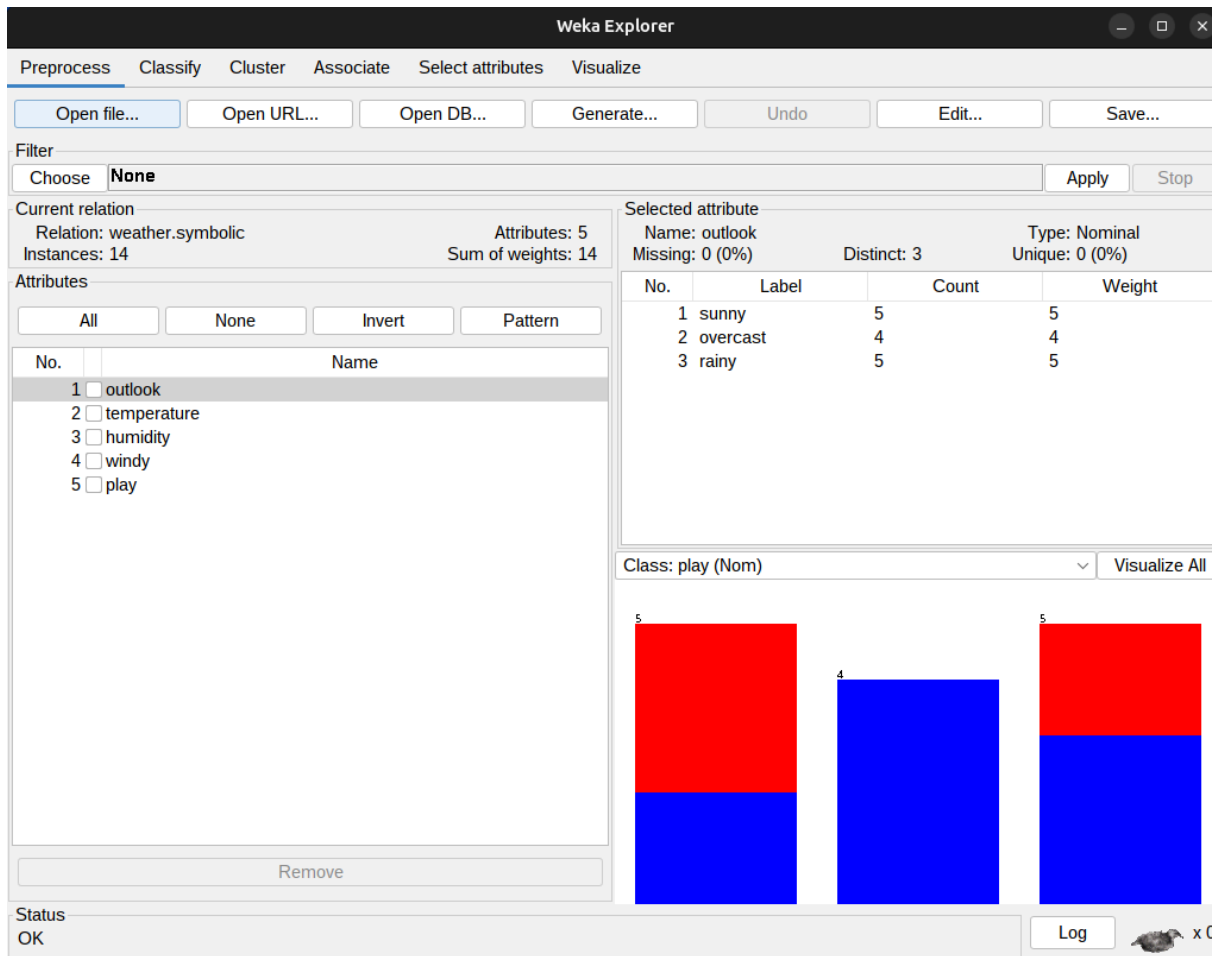 Weka Explorer
Preprocess Classify Cluster Associate Select attributes Visualize
Open file... Open URL... Open DB... Generate... Undo Edit... Save...
Filter
Choose None Apply Stop
Current relation
Relation: weather.symbolic Attributes: 5
Instances: 14 Sum of weights: 14
Attributes
All None Invert Pattern
No. Name
1 outlook
2 temperature
3 humidity
4 windy
5 play
Remove
Selected attribute
Name: outlook Type: Nominal
Missing: 0 (0%) Distinct: 3 Unique: 0 (0%)
No. Label Count Weight
1 sunny 5 5
2 overcast 4 4
3 rainy 5 5
Class: play (Nom) Visualize All
5 4 5
Status
OK
Log x 0